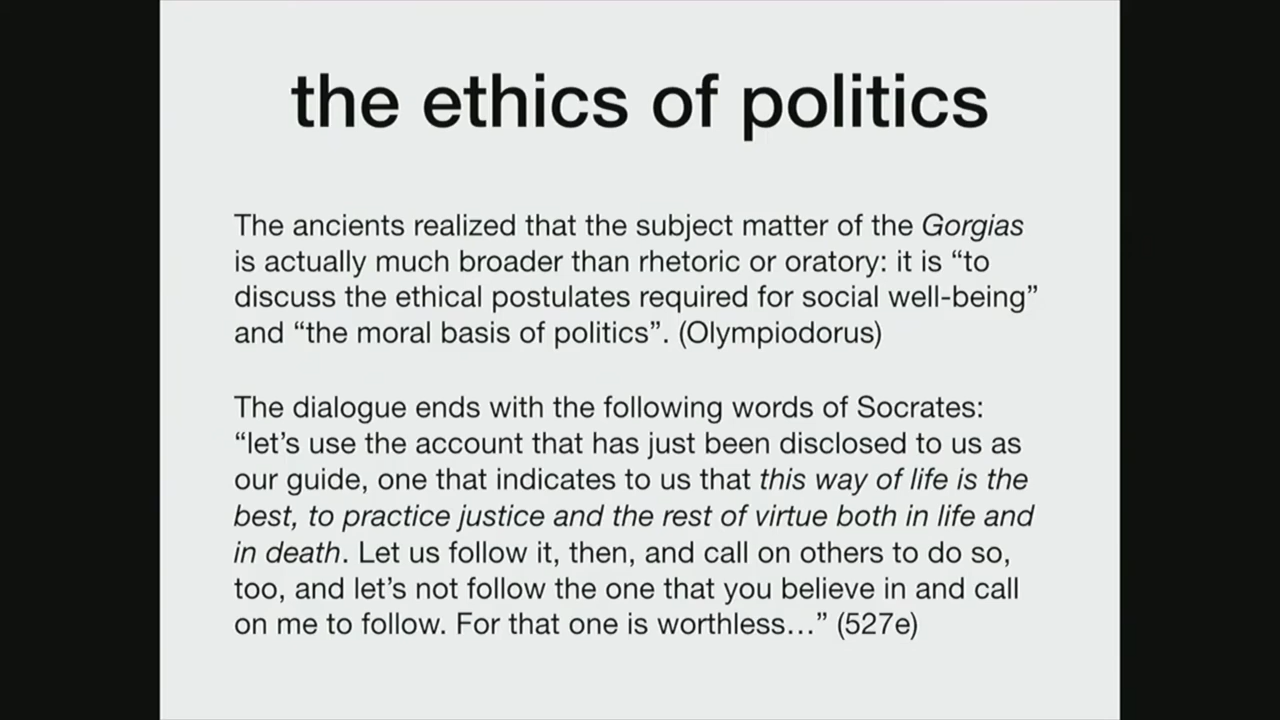 the ethics of politics
The ancients realized that the subject matter of the Gorgias
is actually much broader than rhetoric or oratory: it is “to
discuss the ethical postulates required for social well-being”
and “the moral basis of politics”. (Olympiodorus)
The dialogue ends with the following words of Socrates:
“let’s use the account that has just been disclosed to us as
our guide, one that indicates to us that this way of life is the
best, to practice justice and the rest of virtue both in life and
in death. Let us follow it, then, and call on others to do so,
too, and let’s not follow the one that you believe in and call
on me to follow. For that one is worthless…” (527e)